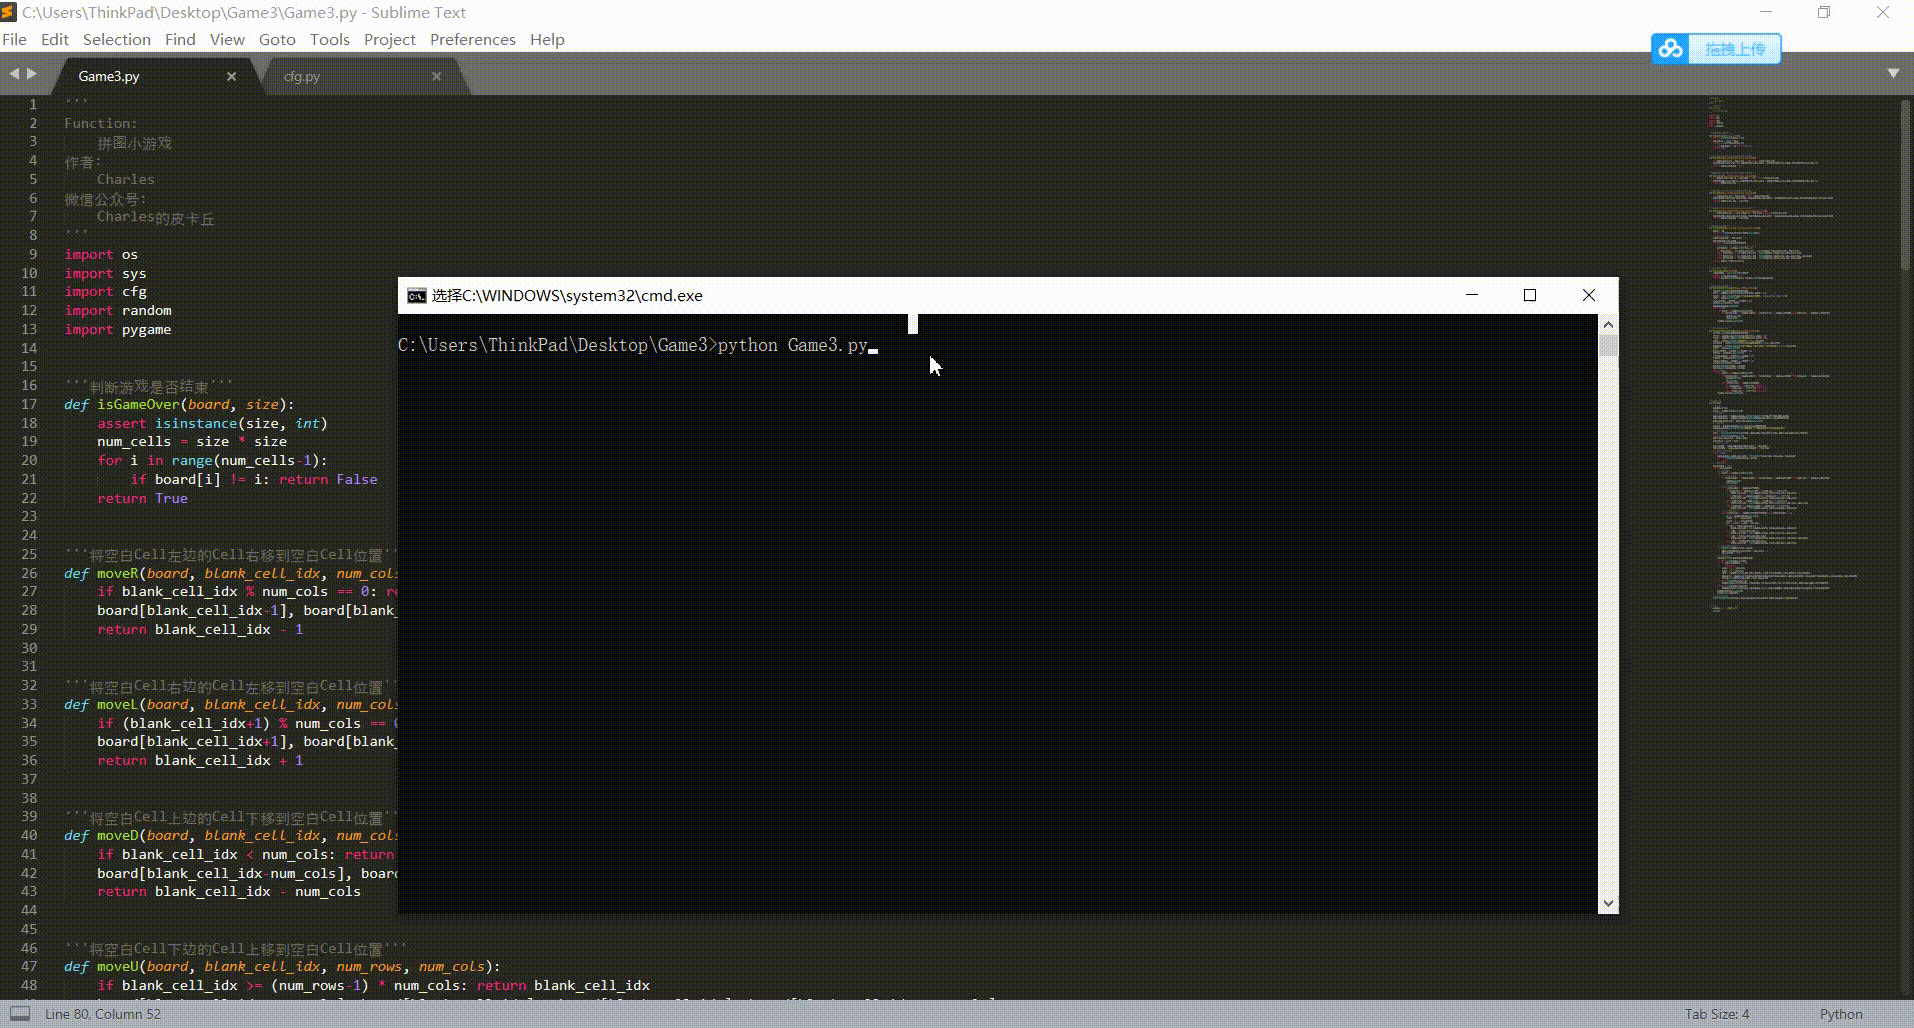 C:\Users\ThinkPad\Desktop\Game3\Game3.py - Sublime Text
File Edit Selection Find View Goto Tools Project Preferences Help
拖拽上传
Game3.py
cfg.py
1 '''
2 Function:
3 拼图小游戏
4 作者:
5 Charles
6 微信公众号:
7 Charles的皮卡丘
8 '''
9 import os
10 import sys
11 import cfg
12 import random
13 import pygame
14
15
16 '''判断游戏是否结束'''
17 def isGameOver(board, size):
18 assert isinstance(size, int)
19 num_cells = size * size
20 for i in range(num_cells-1):
21 if board[i] != i: return False
22 return True
23
24
25 '''将空白Cell左边的Cell右移到空白Cell位置''
26 def moveR(board, blank_cell_idx, num_cols
27 if blank_cell_idx % num_cols == 0: re
28 board[blank_cell_idx-1], board[blank_
29 return blank_cell_idx - 1
30
31
32 '''将空白Cell右边的Cell左移到空白Cell位置''
33 def moveL(board, blank_cell_idx, num_cols
34 if (blank_cell_idx+1) % num_cols == 0
35 board[blank_cell_idx+1], board[blank_
36 return blank_cell_idx + 1
37
38
39 '''将空白Cell上边的Cell下移到空白Cell位置''
40 def moveD(board, blank_cell_idx, num_cols
41 if blank_cell_idx < num_cols: return
42 board[blank_cell_idx-num_cols], board
43 return blank_cell_idx - num_cols
44
45
46 '''将空白Cell下边的Cell上移到空白Cell位置'''
47 def moveU(board, blank_cell_idx, num_rows, num_cols):
48 if blank_cell_idx >= (num_rows-1) * num_cols: return blank_cell_idx
选择C:\WINDOWS\system32\cmd.exe
C:\Users\ThinkPad\Desktop\Game3>python Game3.py
Line 80, Column 52
Tab Size: 4
Python